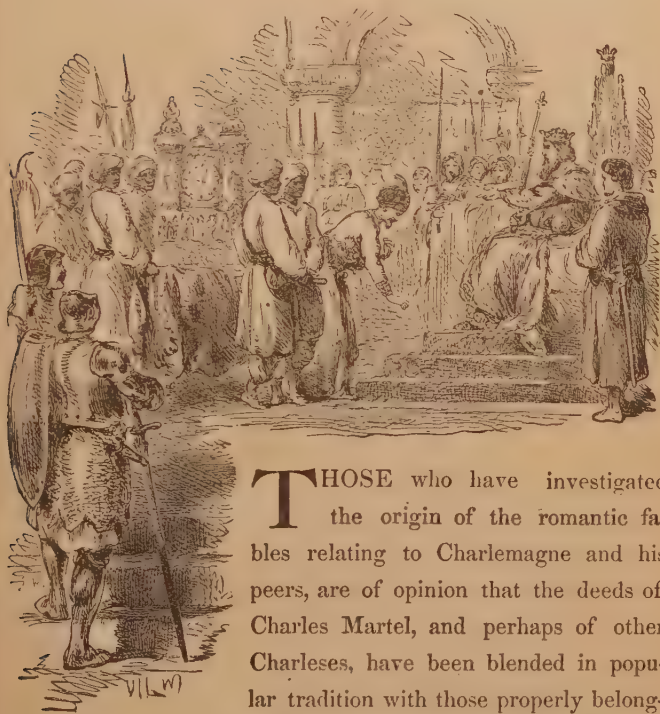 THOSE who have investigated
the origin of the romantic fa-
bles relating to Charlemagne and his
peers, are of opinion that the deeds of
Charles Martel, and perhaps of other
Charleses, have been blended in popu-
lar tradition with those properly belong-